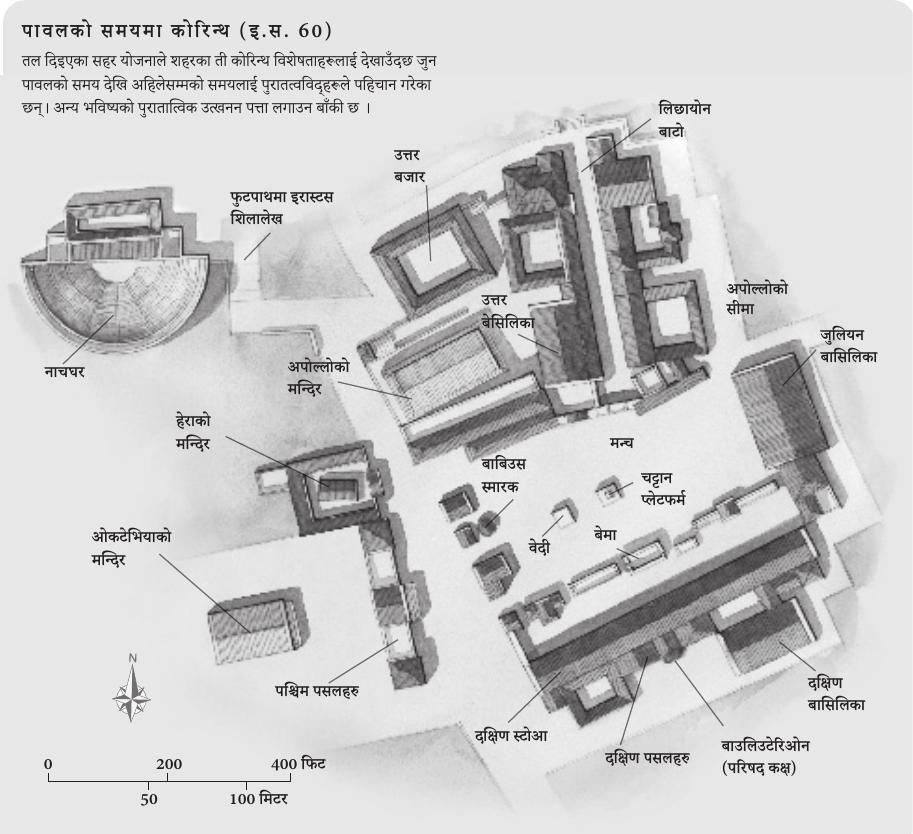 पावलको समयमा कोरिन्थ (इ.स. 60)
तल दिइएका सहर योजनाले शहरका ती कोरिन्थ विशेषताहरूलाई देखाउँदछ जुन
पावलको समय देखि अहिलेसम्मको समयलाई पुरातत्वविद्हरूले पहिचान गरेका
छन्। अन्य भविष्यको पुरातात्विक उत्खनन पत्ता लगाउन बाँकी छ ।
लिछायोन
बाटो
उत्तर
बजार
फुटपाथमा इरास्टस
शिलालेख
अपोल्लोको
सीमा
उत्तर
बेसिलिका
जुलियन
बासिलिका
नाचघर
अपोल्लोको
मन्दिर
हेराको
मन्दिर
मन्च
बाबिउस
स्मारक
चट्टान
प्लेटफर्म
वेदी
बेमा
ओकटेभियाको
मन्दिर
N
पश्चिम पसलहरु
दक्षिण
बासिलिका
दक्षिण स्टोआ
दक्षिण पसलहरु
बाउलिउटेरिओन
(परिषद कक्ष)
0 200 400 फिट
50 100 मिटर